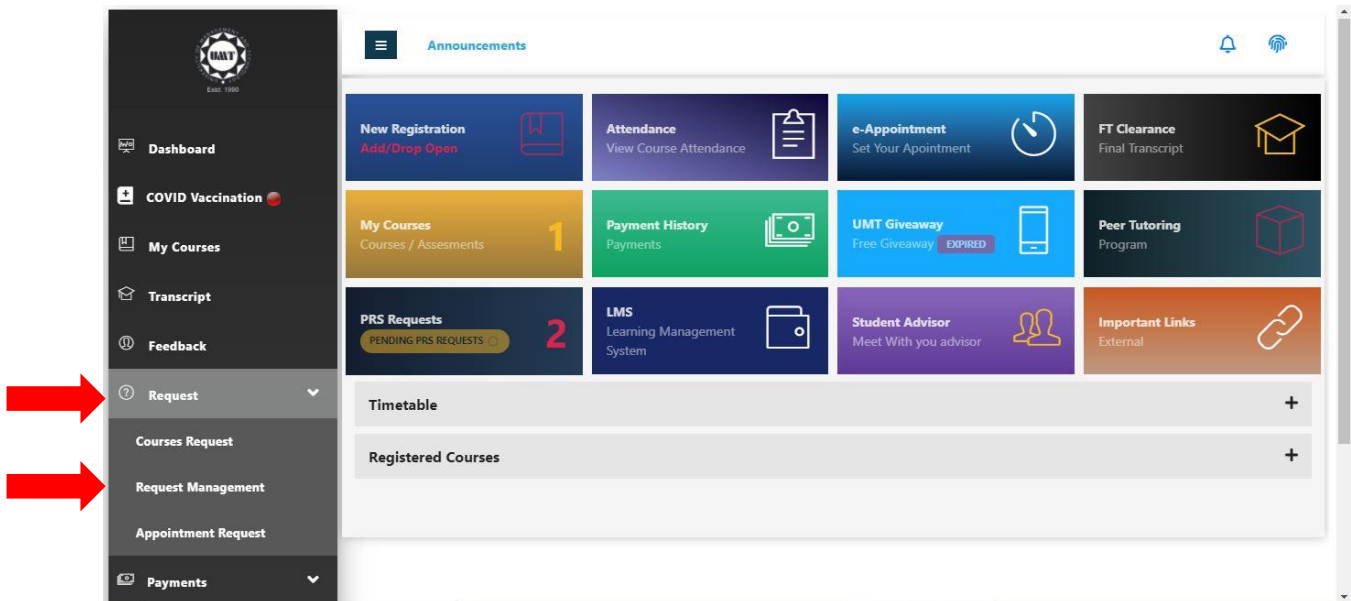 UMT
Estd. 1990
Dashboard
COVID Vaccination
My Courses
Transcript
Feedback
Request
Courses Request
Request Management
Appointment Request
Payments
Announcements
New Registration
Add/Drop Open
Attendance
View Course Attendance
e-Appointment
Set Your Apointment
FT Clearance
Final Transcript
My Courses
Courses / Assesments
1
Payment History
Payments
UMT Giveaway
Free Giveaway EXPIRED
Peer Tutoring
Program
PRS Requests
PENDING PRS REQUESTS
2
LMS
Learning Management
System
Student Advisor
Meet With you advisor
Important Links
External
Timetable
Registered Courses